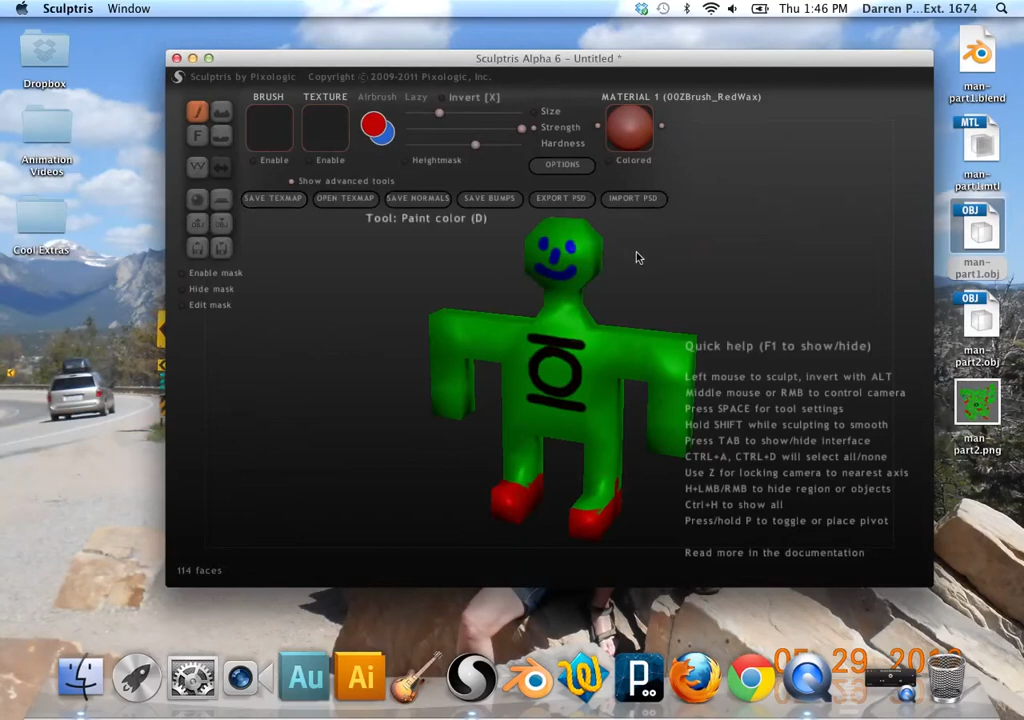 Sculptris Window
Thu 1:46 PM Darren P...Ext. 1674
Dropbox
Animation
Videos
Cool Extras
Sculptris Alpha 6 – Untitled *
Sculptris by Pixologic Copyright © 2009-2011 Pixologic, Inc.
BRUSH TEXTURE Airbrush Lazy Invert [X]
MATERIAL 1 (00ZBrush_RedWax)
Size
Strength
Hardness
Enable Enable Heightmask
OPTIONS
Colored
Show advanced tools
SAVE TEXMAP OPEN TEXMAP SAVE NORMALS SAVE BUMPS EXPORT PSD IMPORT PSD
Tool: Paint color (D)
F
OBJ OBJ
Enable mask
Hide mask
Edit mask
Quick help (F1 to show/hide)
Left mouse to sculpt, invert with ALT
Middle mouse or RMB to control camera
Press SPACE for tool settings
Hold SHIFT while sculpting to smooth
Press TAB to show/hide interface
CTRL+A, CTRL+D will select all/none
Use Z for locking camera to nearest axis
H+LMB/RMB to hide region or objects
Ctrl+H to show all
Press/hold P to toggle or place pivot
Read more in the documentation
114 faces
man-
part1.blend
MTL
man-
part1.mtl
OBJ
man-
part1.obj
OBJ
man-
part2.obj
man-
part2.png
Au Ai P..